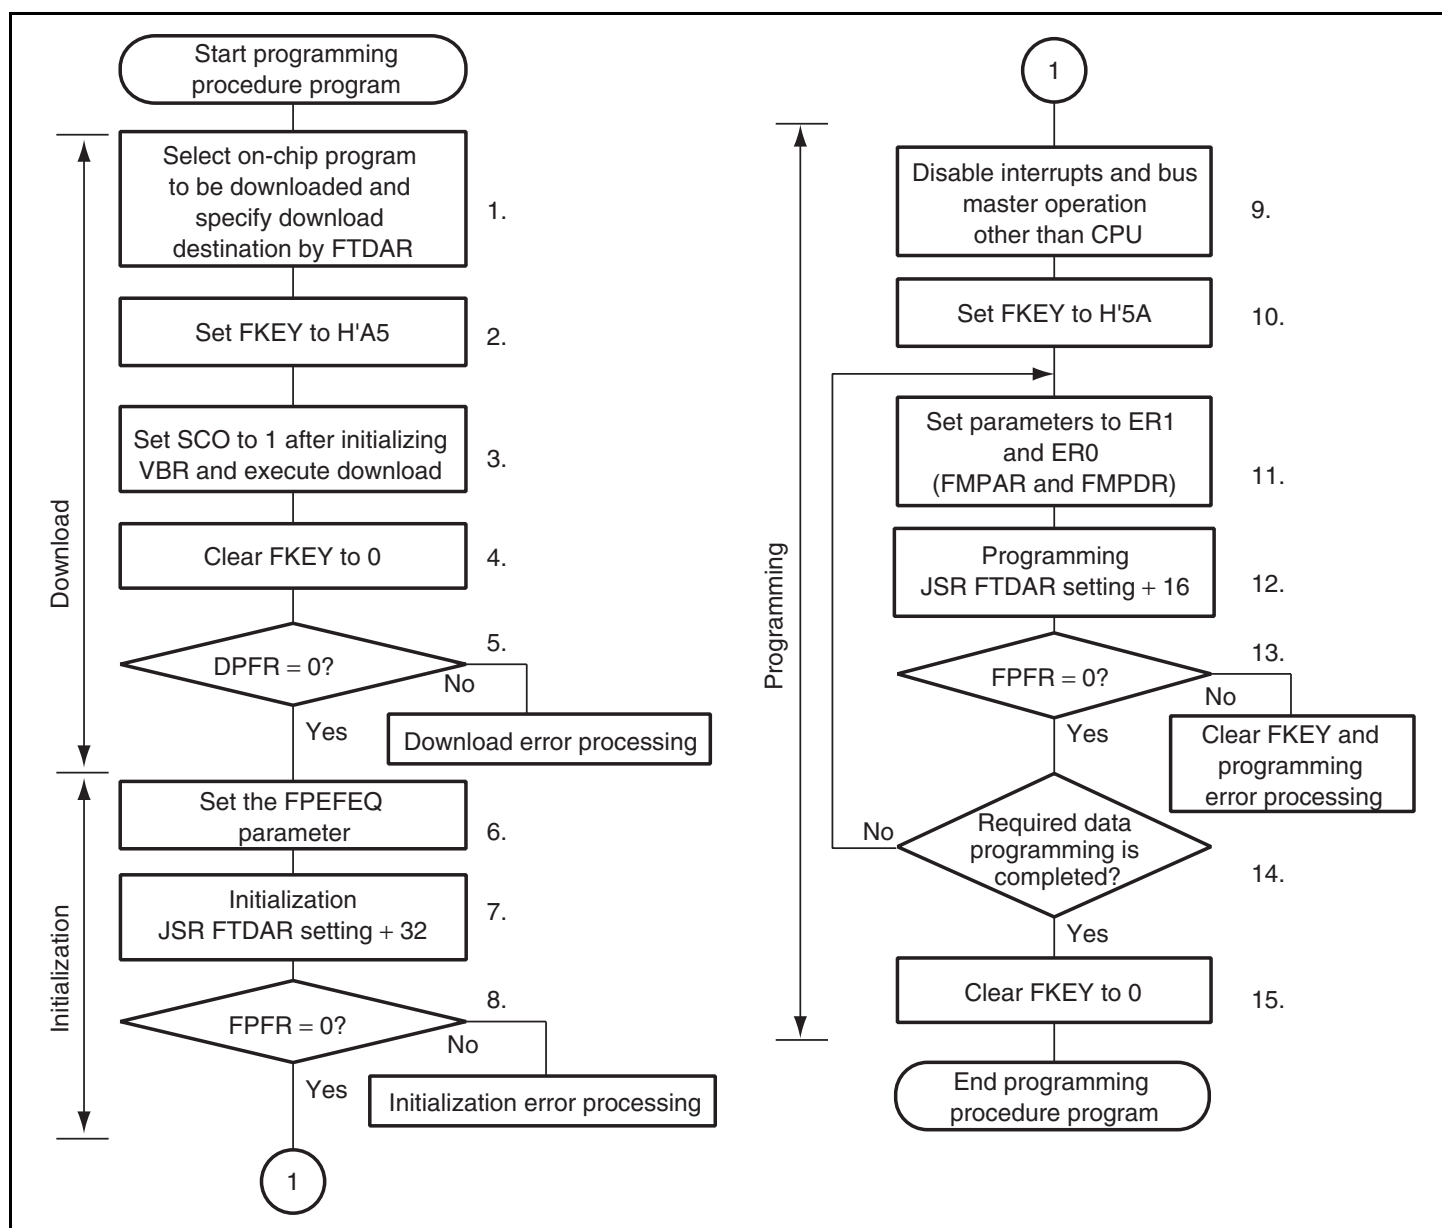 Start programming
procedure program
Download
Select on-chip program
to be downloaded and
specify download
destination by FTDAR
1.
Set FKEY to H'A5
2.
Set SCO to 1 after initializing
VBR and execute download
3.
Clear FKEY to 0
4.
DPFR = 0?
5.
No
Yes
Download error processing
Initialization
Set the FPEFEQ
parameter
6.
Initialization
JSR FTDAR setting + 32
7.
FPFR = 0?
8.
No
Yes
Initialization error processing
1
1
Programming
Disable interrupts and bus
master operation
other than CPU
9.
Set FKEY to H'5A
10.
Set parameters to ER1
and ER0
(FMPAR and FMPDR)
11.
Programming
JSR FTDAR setting + 16
12.
FPFR = 0?
13.
No
Yes
Clear FKEY and
programming
error processing
Required data
programming is
completed?
14.
No
Yes
Clear FKEY to 0
15.
End programming
procedure program